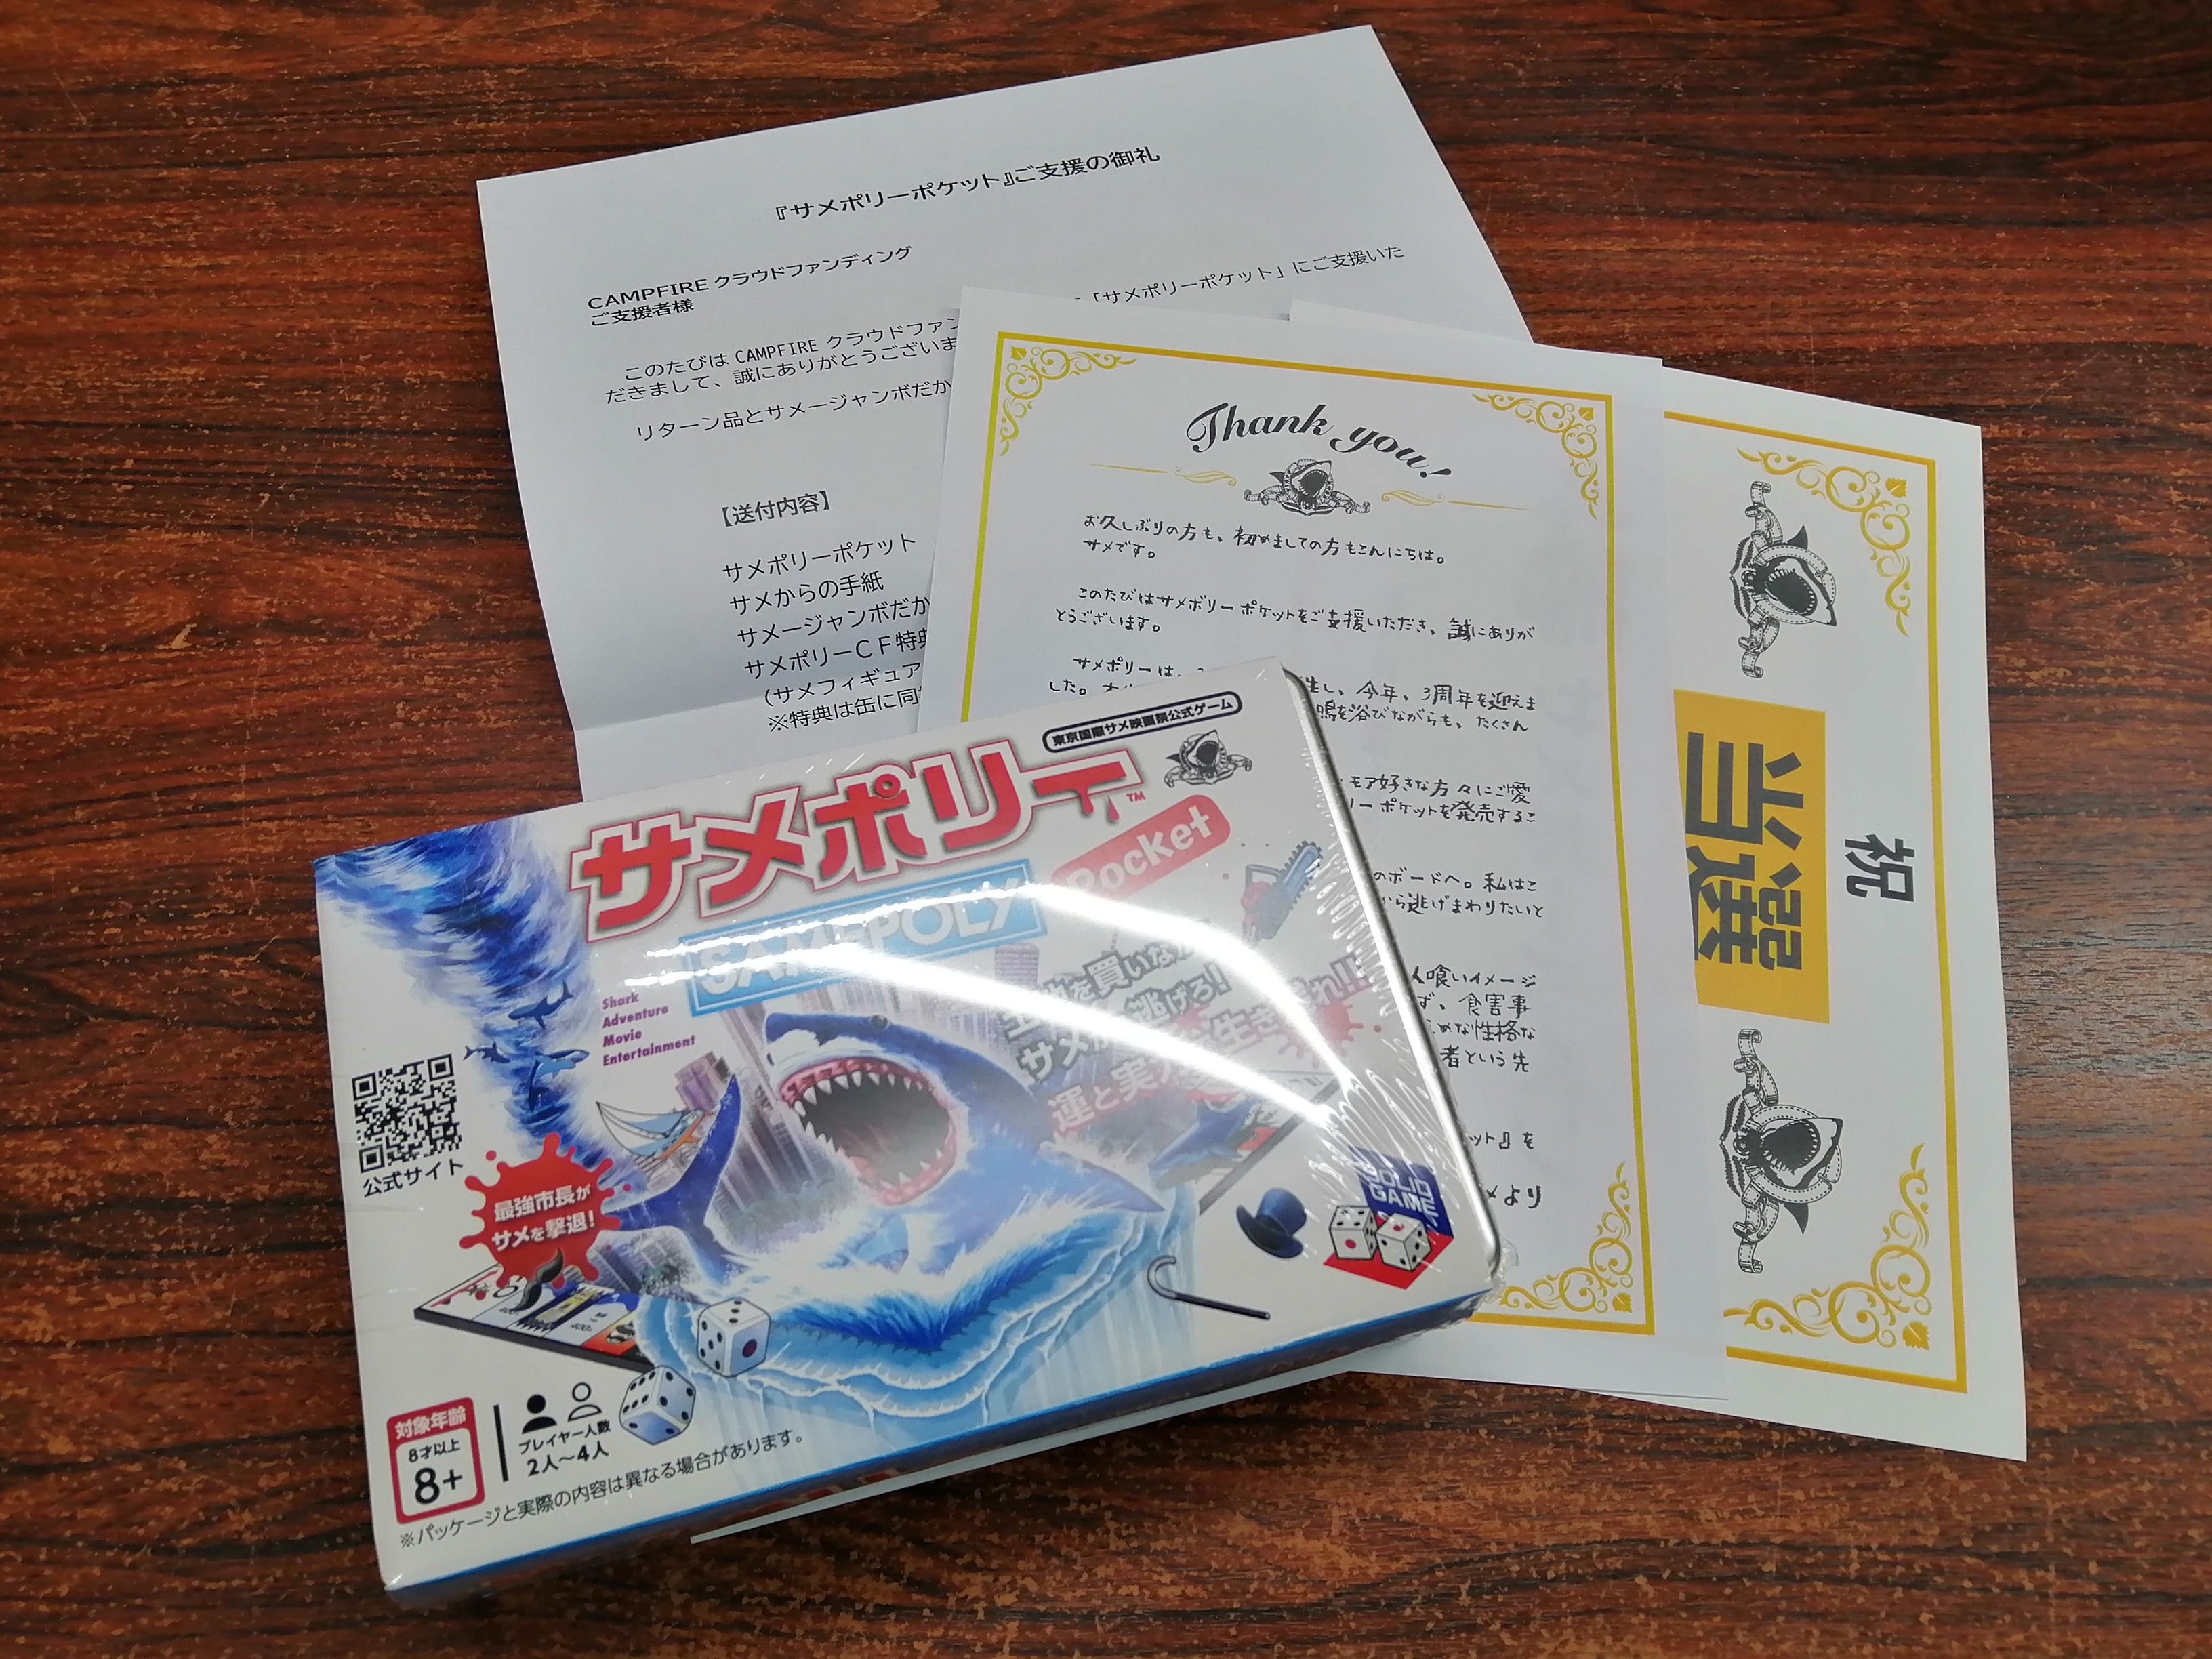 『サメポリーポケット』ご支援の御礼
CAMPFIRE クラウドファンディング
ご支援者様
このたびは CAMPFIRE クラウドファン
「サメポリーポケット」にご支援いた
だきまして、誠にありがとうございま
リターン品とサメージャンボだか
【送付内容】
サメポリーポケット
サメからの手紙
サメージャンボだか
サメポリーCF特典
(サメフィギュア
※特典は缶に同
Thank you!
お久しぶりの方も、初めましての方もこんにちは。
サメです。
このたびはサメポリーポケットをご支援いただき、誠にありが
とうございます。
サメポリーは、
生し、今年、3周年を迎えま
した。
鳴を浴びながらも、たくさん
モア好きな方々にご愛
リーポケットを発売するこ
のボードへ。私はこ
から逃げまわりたいと
人喰いイメージ
ず、食害事
めな性格な
者という先
ット』を
メより
祝
当選
東京国際サメ映画祭公式ゲーム
サメポリー™
Pocket
SAMEPOLY
Shark
Adventure
Movie
Entertainment
を買いなが
逃げろ!
運と実
公式サイト
最強市長が
サメを撃退!
400
SOLID
GAME
対象年齢
8才以上
8+
プレイヤー人数
2人〜4人
※パッケージと実際の内容は異なる場合があります。